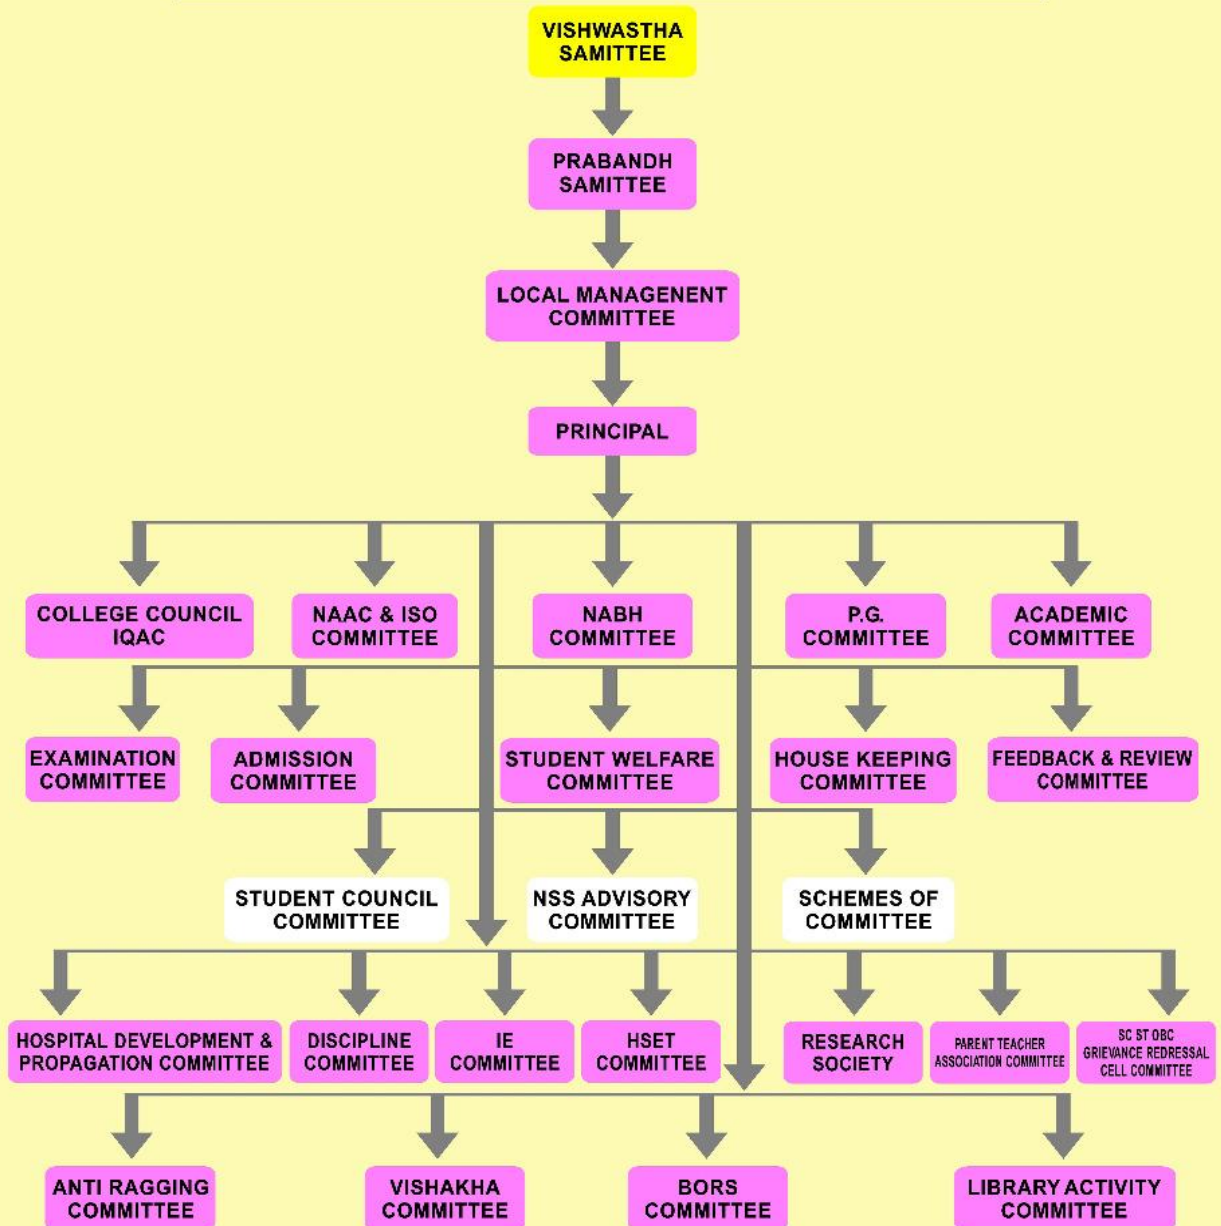 VISHWASTHA
SAMITTEE
PRABANDH
SAMITTEE
LOCAL MANAGEMENT
COMMITTEE
PRINCIPAL
COLLEGE COUNCIL
IQAC
NAAC & ISO
COMMITTEE
NABH
COMMITTEE
P.G.
COMMITTEE
ACADEMIC
COMMITTEE
EXAMINATION
COMMITTEE
ADMISSION
COMMITTEE
STUDENT WELFARE
COMMITTEE
HOUSE KEEPING
COMMITTEE
FEEDBACK & REVIEW
COMMITTEE
STUDENT COUNCIL
COMMITTEE
NSS ADVISORY
COMMITTEE
SCHEMES OF
COMMITTEE
HOSPITAL DEVELOPMENT &
PROPAGATION COMMITTEE
DISCIPLINE
COMMITTEE
IE
COMMITTEE
HSET
COMMITTEE
RESEARCH
SOCIETY
PARENT TEACHER
ASSOCIATION COMMITTEE
SC ST OBC
GRIEVANCE REDRESSAL
CELL COMMITTEE
ANTI RAGGING
COMMITTEE
VISHAKHA
COMMITTEE
BORS
COMMITTEE
LIBRARY ACTIVITY
COMMITTEE